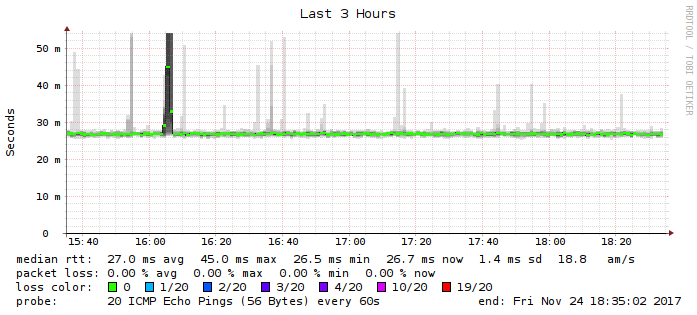 Last 3 Hours
RRDTOOL / TOBI OETIKER
Seconds
50 m
40 m
30 m
20 m
10 m
0
15:40 16:00 16:20 16:40 17:00 17:20 17:40 18:00 18:20
median rtt: 27.0 ms avg 45.0 ms max 26.5 ms min 26.7 ms now 1.4 ms sd 18.8 am/s
packet loss: 0.00 % avg 0.00 % max 0.00 % min 0.00 % now
loss color: 0 1/20 2/20 3/20 4/20 10/20 19/20
probe: 20 ICMP Echo Pings (56 Bytes) every 60s end: Fri Nov 24 18:35:02 2017